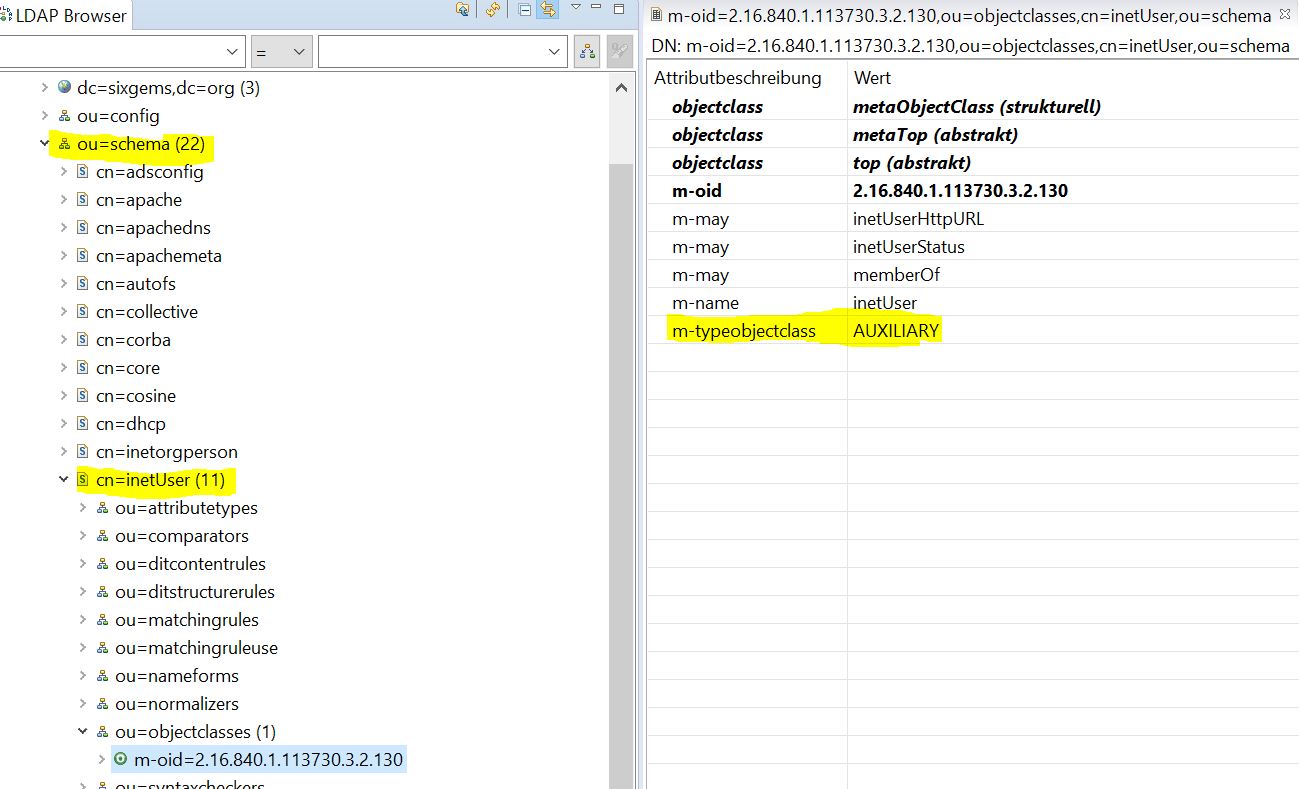 LDAP Browser
=
dc=sixgems,dc=org (3)
ou=config
ou=schema (22)
cn=adsconfig
cn=apache
cn=apachedns
cn=apachemeta
cn=autofs
cn=collective
cn=corba
cn=core
cn=cosine
cn=dhcp
cn=inetorgperson
cn=inetUser (11)
ou=attributetypes
ou=comparators
ou=ditcontentrules
ou=ditstructurerules
ou=matchingrules
ou=matchingruleuse
ou=nameforms
ou=normalizers
ou=objectclasses (1)
m-oid=2.16.840.1.113730.3.2.130
ou=syntaxcheckers
m-oid=2.16.840.1.113730.3.2.130,ou=objectclasses,cn=inetUser,ou=schema
DN: m-oid=2.16.840.1.113730.3.2.130,ou=objectclasses,cn=inetUser,ou=schema
Attributbeschreibung Wert
objectclass metaObjectClass (strukturell)
objectclass metaTop (abstrakt)
objectclass top (abstrakt)
m-oid 2.16.840.1.113730.3.2.130
m-may inetUserHttpURL
m-may inetUserStatus
m-may memberOf
m-name inetUser
m-typeobjectclass AUXILIARY